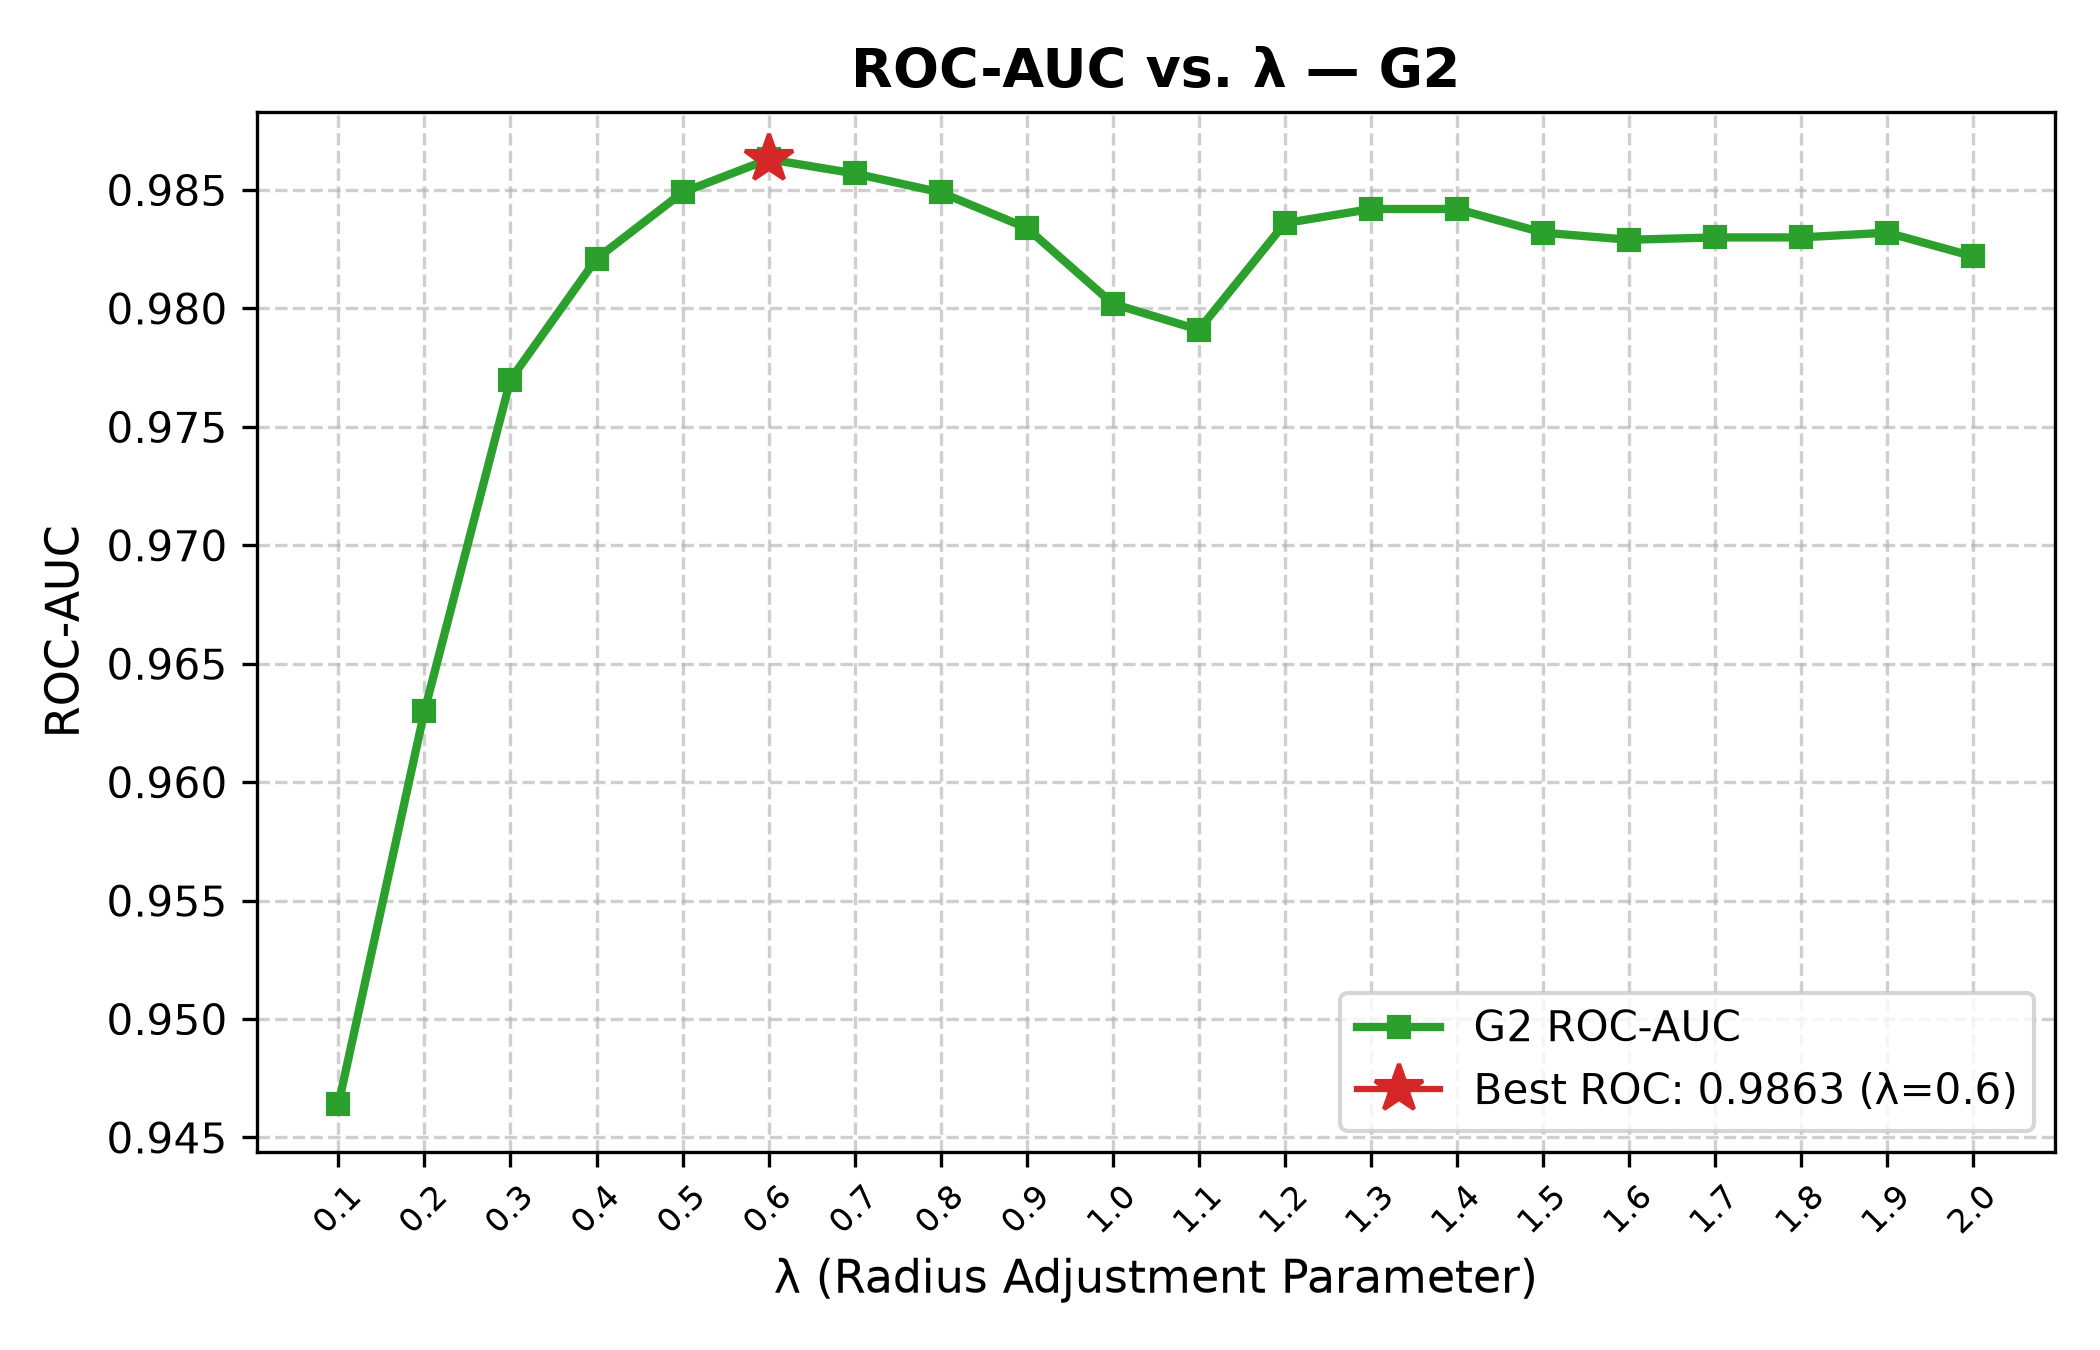 ROC-AUC vs. λ — G2
ROC-AUC
0.985
0.980
0.975
0.970
0.965
0.960
0.955
0.950
0.945
G2 ROC-AUC
Best ROC: 0.9863 (λ=0.6)
0.1 0.2 0.3 0.4 0.5 0.6 0.7 0.8 0.9 1.0 1.1 1.2 1.3 1.4 1.5 1.6 1.7 1.8 1.9 2.0
λ (Radius Adjustment Parameter)